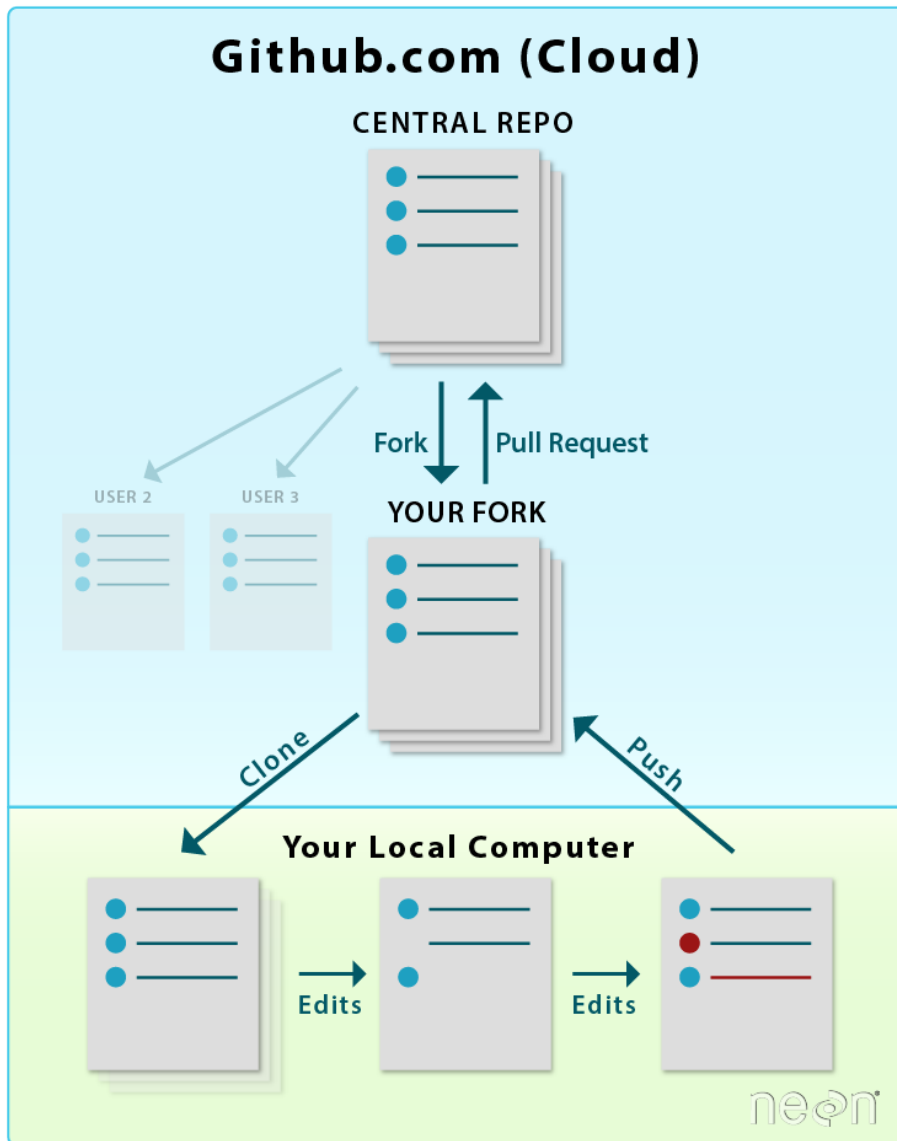 Github.com (Cloud)
CENTRAL REPO
Fork
Pull Request
USER 2
USER 3
YOUR FORK
Clone
Push
Your Local Computer
Edits
Edits
neon